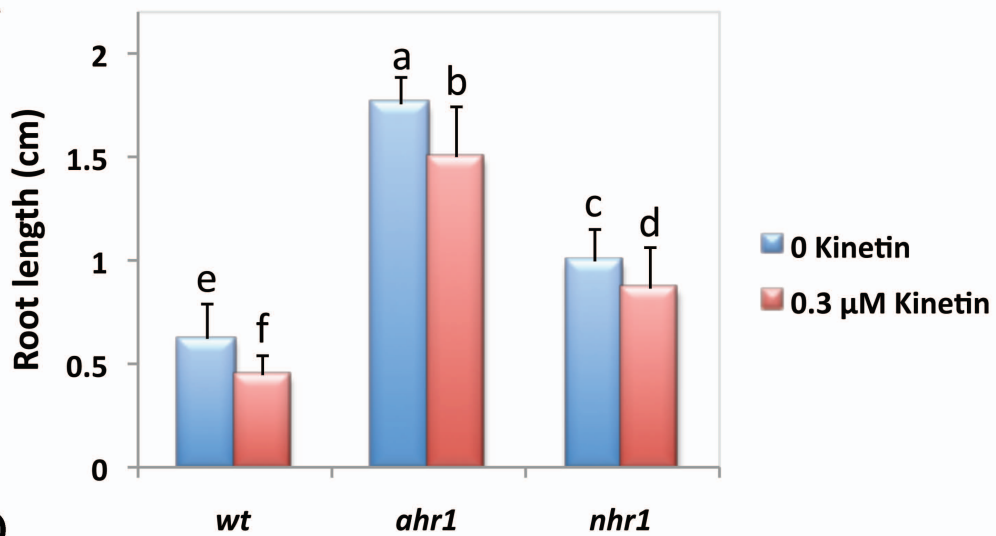 Root length (cm)
2
1.5
1
0.5
0
a
b
c
d
e
f
wt
ahr1
nhr1
0 Kinetin
0.3 µM Kinetin